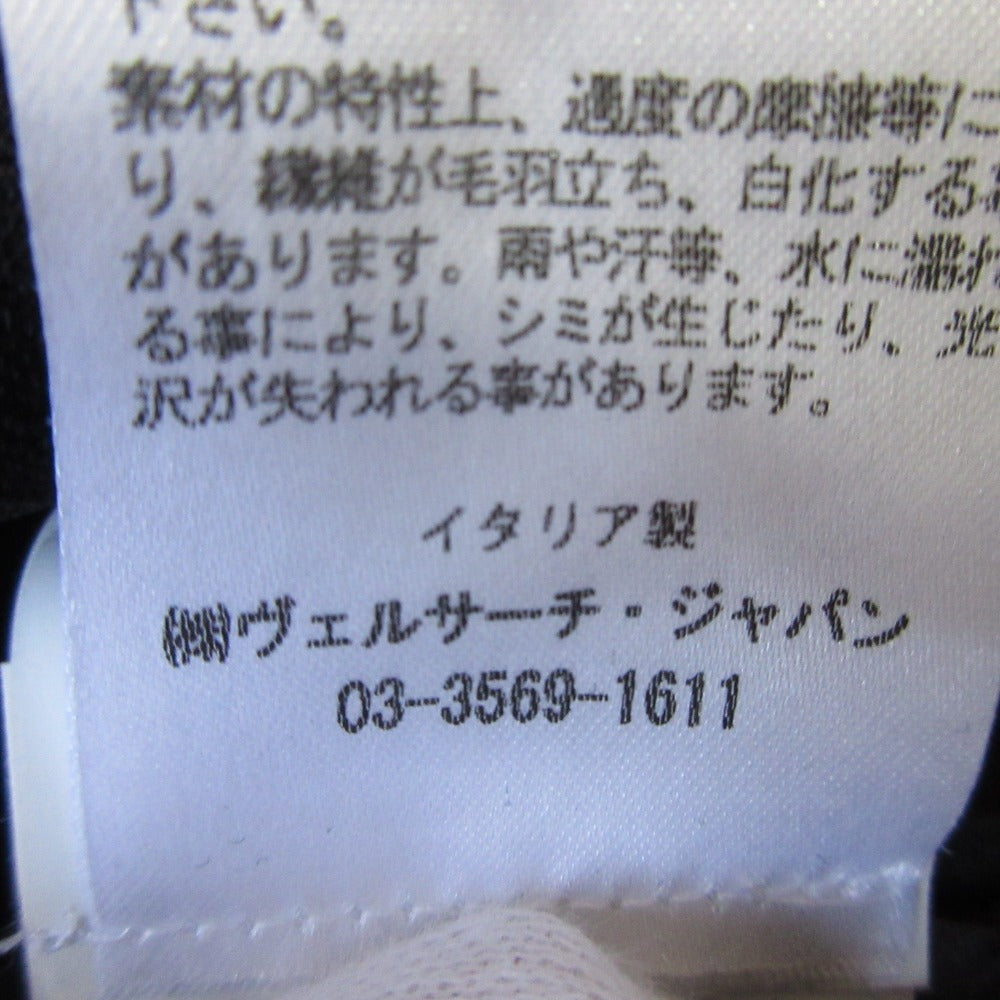 下さい。
素材の特性上、過度の摩擦等に
り、繊維が毛羽立ち、白化する事
があります。雨や汗等、水に濡れ
る事により、シミが生じたり、光
沢が失われる事があります。
イタリア製
㈱ヴェルサーチ・ジャパン
03-3569-1611